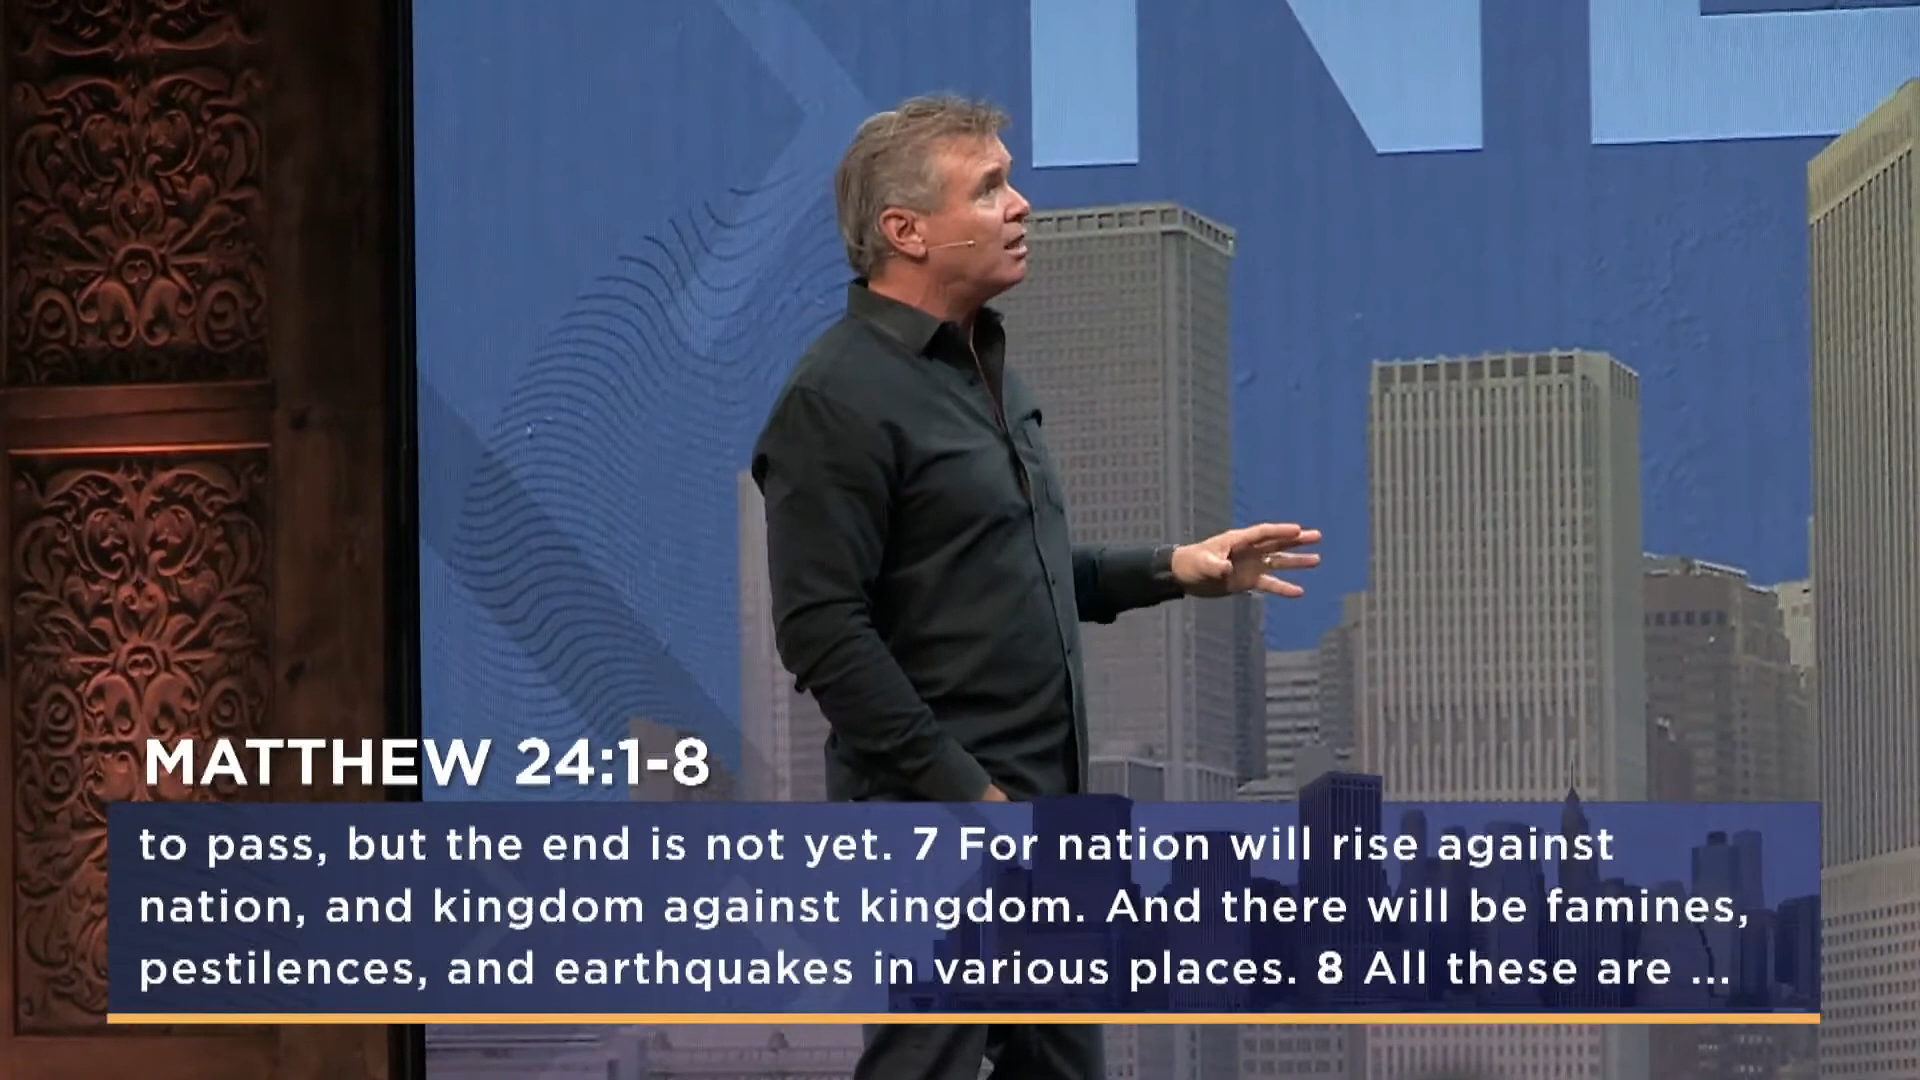 NE
MATTHEW 24:1-8
to pass, but the end is not yet. 7 For nation will rise against
nation, and kingdom against kingdom. And there will be famines,
pestilences, and earthquakes in various places. 8 All these are ...